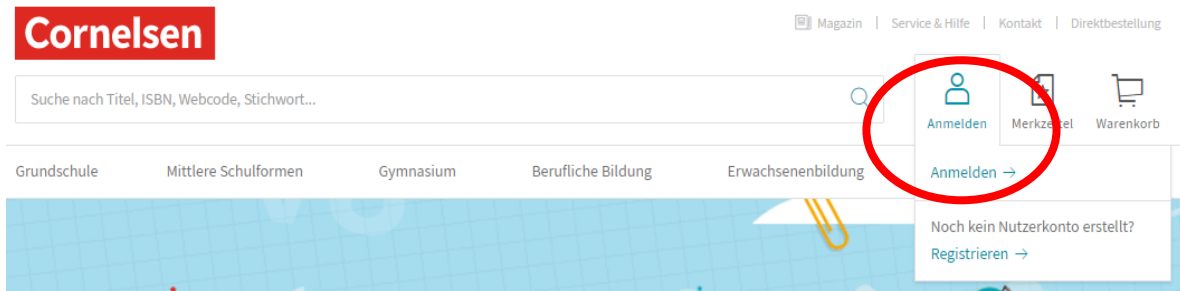 Cornelsen
Magazin | Service & Hilfe | Kontakt | Direktbestellung
Suche nach Titel, ISBN, Webcode, Stichwort...
Anmelden Merkzettel Warenkorb
Grundschule Mittlere Schulformen Gymnasium Berufliche Bildung Erwachsenenbildung
Anmelden →
Noch kein Nutzerkonto erstellt?
Registrieren →